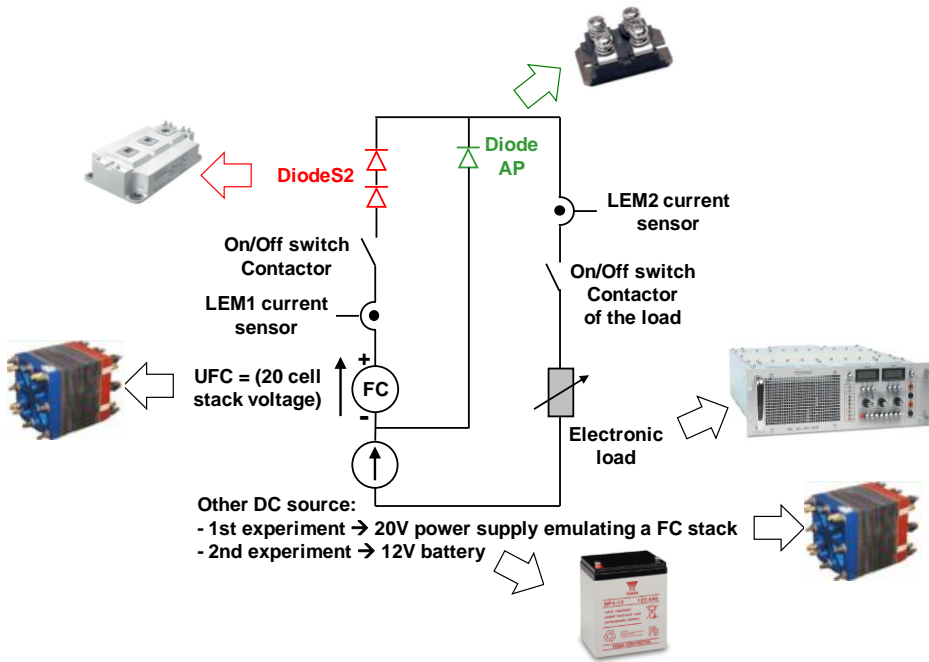 Diode
AP
DiodeS2
LEM2 current
sensor
On/Off switch
Contactor
On/Off switch
Contactor
of the load
LEM1 current
sensor
+
UFC = (20 cell
stack voltage)
FC
-
Electronic
load
Other DC source:
- 1st experiment → 20V power supply emulating a FC stack
- 2nd experiment → 12V battery